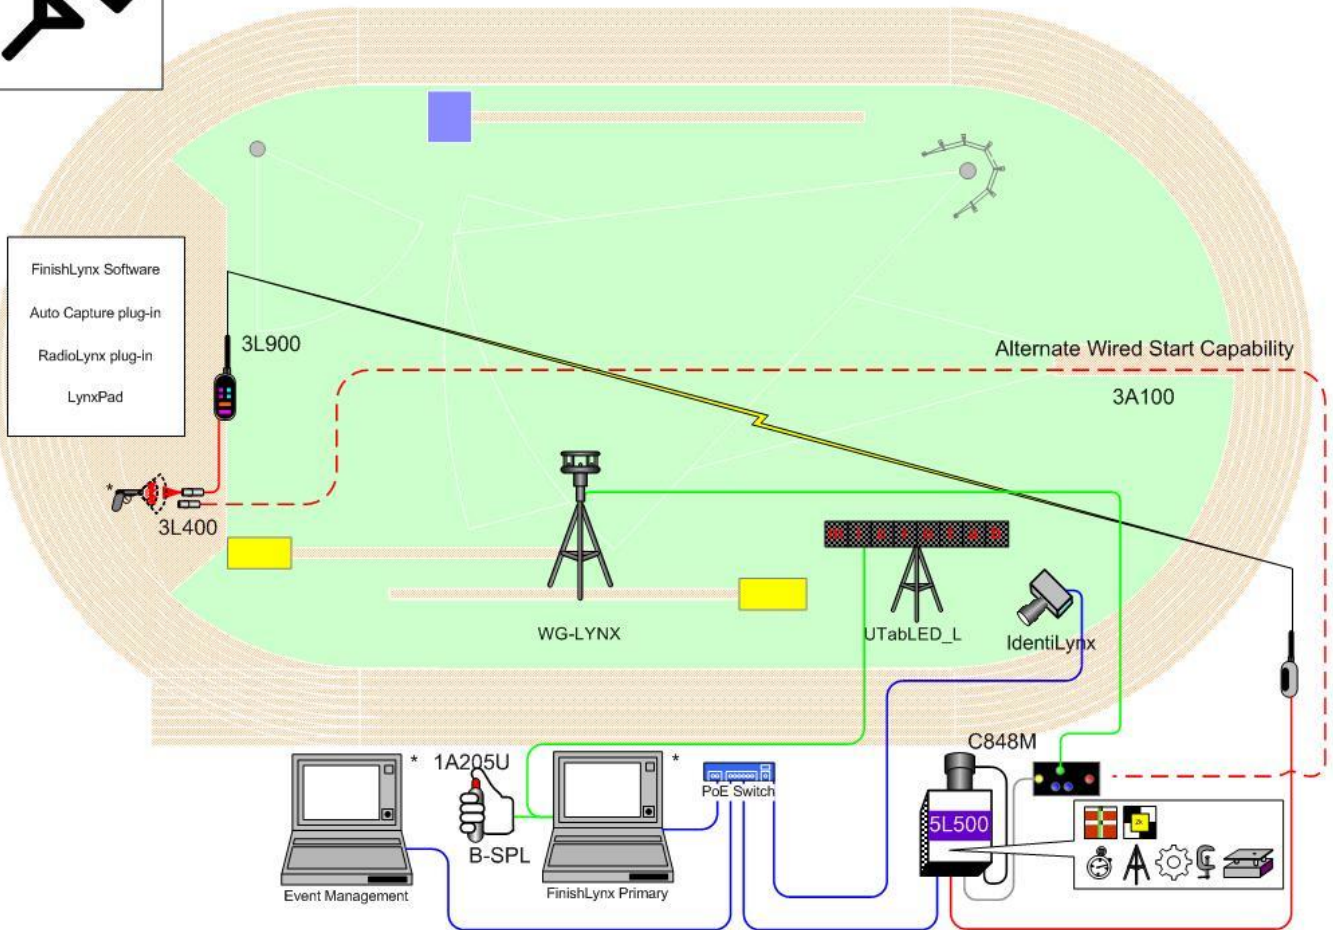 FinishLynx Software
Auto Capture plug-in
RadioLynx plug-in
LynxPad
3L900
Alternate Wired Start Capability
3A100
*
3L400
WG-LYNX
UTabLED_L
IdentiLynx
*
1A205U
*
PoE Switch
C848M
5L500
B-SPL
Event Management
FinishLynx Primary